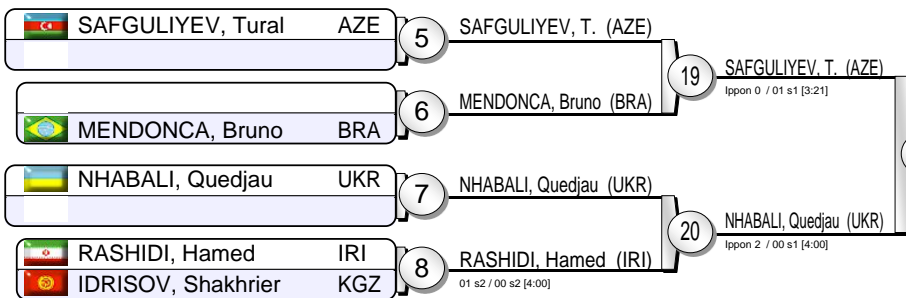 SAFGULIYEV, Tural AZE
5
SAFGULIYEV, T. (AZE)
19
SAFGULIYEV, T. (AZE)
Ippon 0 / 01 s1 [3:21]
6
MENDONCA, Bruno (BRA)
MENDONCA, Bruno BRA
NHABALI, Quedjau UKR
7
NHABALI, Quedjau (UKR)
20
NHABALI, Quedjau (UKR)
Ippon 2 / 00 s1 [4:00]
RASHIDI, Hamed IRI
8
RASHIDI, Hamed (IRI)
01 s2 / 00 s2 [4:00]
IDRISOV, Shakhrier KGZ